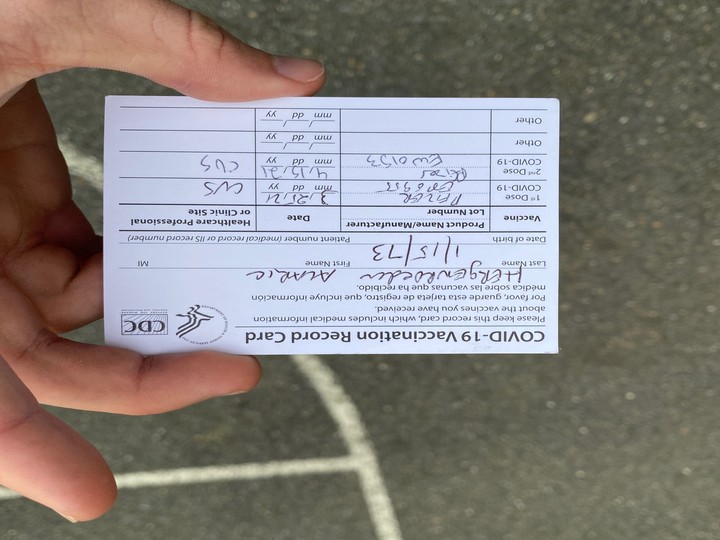 COVID-19 Vaccination Record Card
Please keep this record card, which includes medical information
about the vaccines you have received.
Por favor, guarde esta tarjeta de registro, que incluye información
médica sobre las vacunas que ha recibido.
CDC
Last Name First Name MI
1/15/73
Date of birth Patient number (medical record or IIS record number)
Vaccine Product Name/Manufacturer Lot Number Date Healthcare Professional or Clinic Site
1st Dose COVID-19 PFIZER 3/25/21 mm dd yy CVS
2nd Dose COVID-19 EW0153 4/15/21 mm dd yy CVS
Other mm dd yy
Other mm dd yy